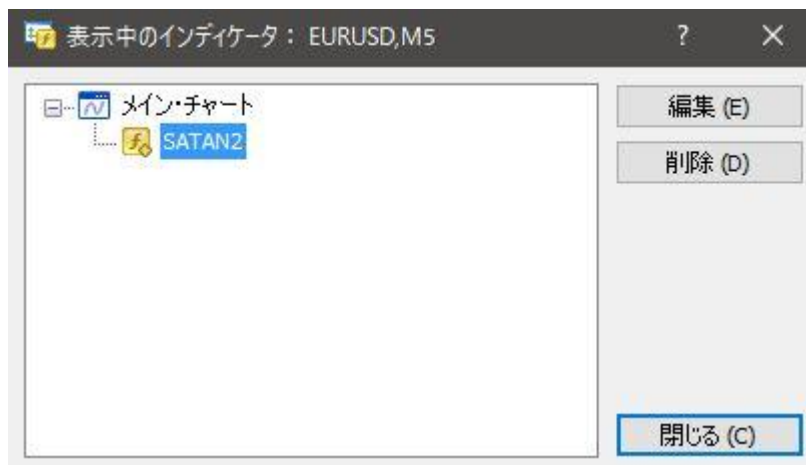 表示中のインディケータ： EURUSD,M5
? ×
メイン・チャート
SATAN2
編集 (E)
削除 (D)
閉じる (C)